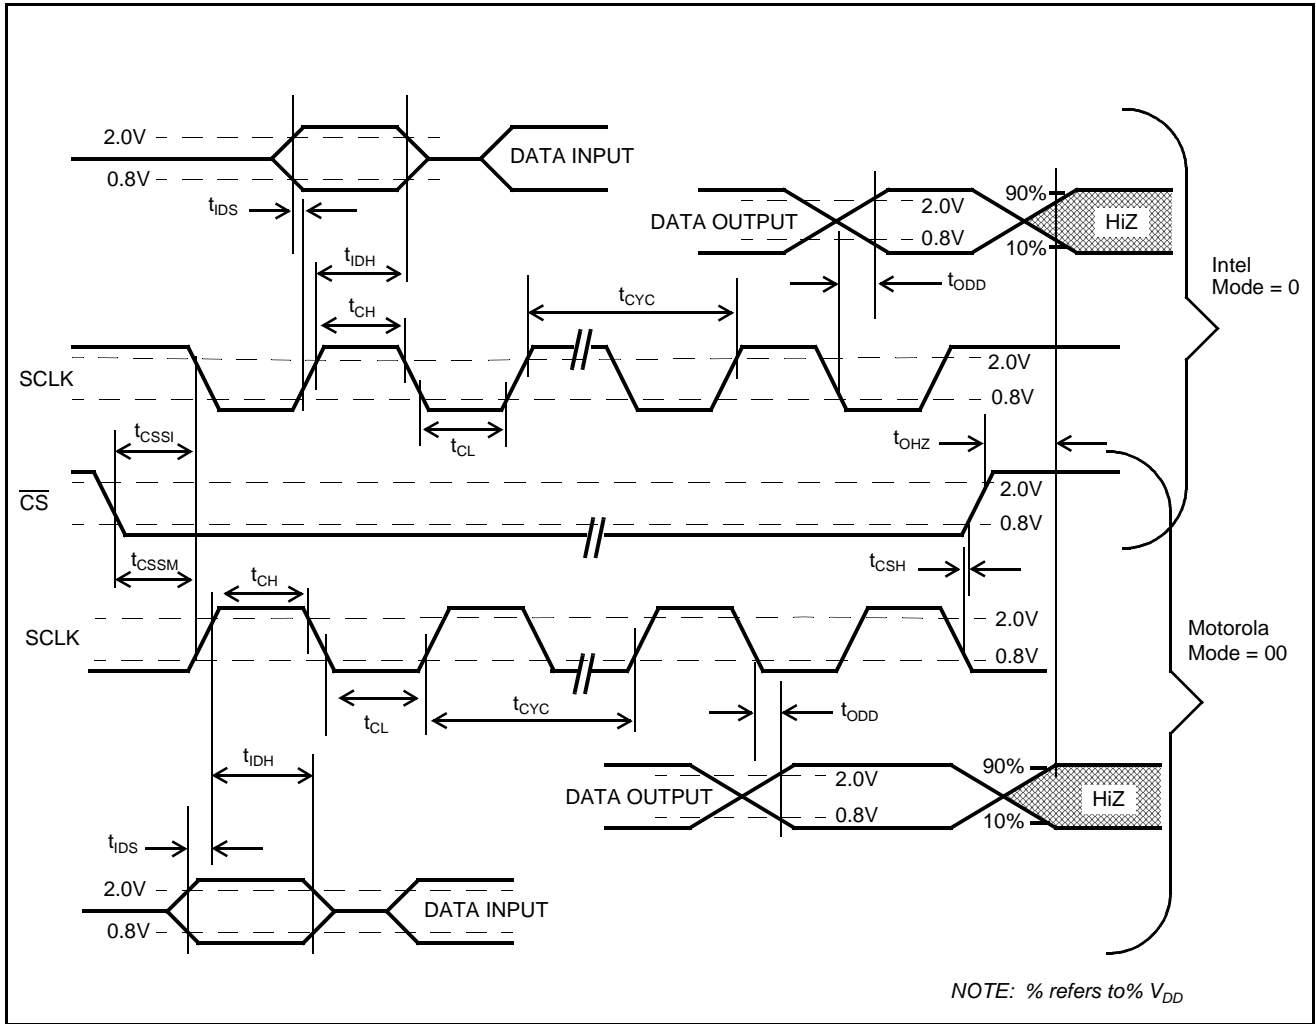 2.0V
DATA INPUT
0.8V
90%
tIDS
2.0V
DATA OUTPUT
HiZ
0.8V
10%
tIDH
Intel
Mode = 0
tODD
tCYC
tCH
2.0V
SCLK
0.8V
tCSSI
tCL
tOHZ
2.0V
CS
0.8V
tCSSM
tCSH
tCH
2.0V
SCLK
Motorola
Mode = 00
0.8V
tCYC
tODD
tCL
tIDH
90%
2.0V
DATA OUTPUT
HiZ
0.8V
10%
tIDS
2.0V
DATA INPUT
0.8V
NOTE: % refers to% VDD